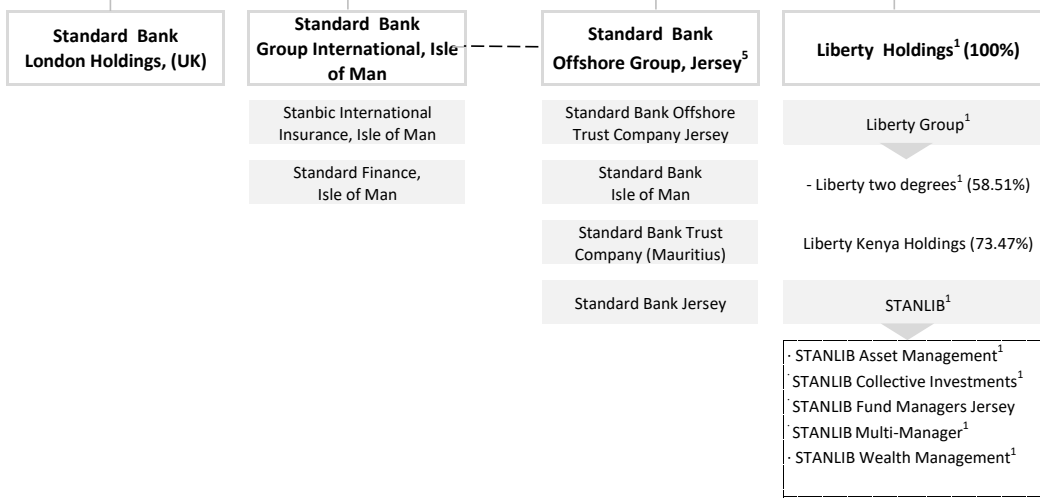 Standard Bank
London Holdings, (UK)
Standard Bank
Group International, Isle
of Man
Stanbic International
Insurance, Isle of Man
Standard Finance,
Isle of Man
Standard Bank
Offshore Group, Jersey5
Standard Bank Offshore
Trust Company Jersey
Standard Bank
Isle of Man
Standard Bank Trust
Company (Mauritius)
Standard Bank Jersey
Liberty Holdings1 (100%)
Liberty Group1
- Liberty two degrees1 (58.51%)
Liberty Kenya Holdings (73.47%)
STANLIB1
· STANLIB Asset Management1
· STANLIB Collective Investments1
· STANLIB Fund Managers Jersey
· STANLIB Multi-Manager1
· STANLIB Wealth Management1